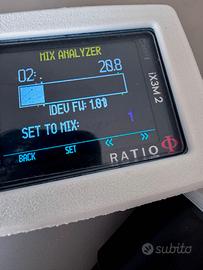 MIX ANALYZER
O2:
20.8
DEV FW: 1.01
SET TO MIX: 1
BACK SET << >>
RATIO
iX3M 2
subito